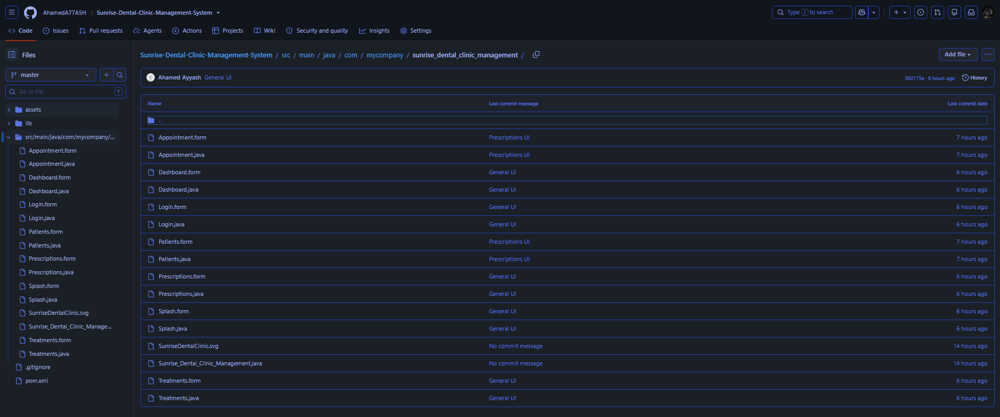 AhamedA77A5H / Sunrise-Dental-Clinic-Management-System
Type / to search
Code
Issues
Pull requests
Agents
Actions
Projects
Wiki
Security and quality
Insights
Settings
Files
master
Go to file
T
assets
lib
src/main/java/com/mycompany/...
Appointment.form
Appointment.java
Dashboard.form
Dashboard.java
Login.form
Login.java
Patients.form
Patients.java
Prescriptions.form
Prescriptions.java
Splash.form
Splash.java
SunriseDentalClinic.svg
Sunrise_Dental_Clinic_Manage...
Treatments.form
Treatments.java
.gitignore
pom.xml
Sunrise-Dental-Clinic-Management-System / src / main / java / com / mycompany / sunrise_dental_clinic_management /
Add file
Ahamed Ayyash General UI
062175e · 6 hours ago
History
Name Last commit message Last commit date
..
Appointment.form Prescriptions UI 7 hours ago
Appointment.java Prescriptions UI 7 hours ago
Dashboard.form General UI 6 hours ago
Dashboard.java General UI 6 hours ago
Login.form General UI 6 hours ago
Login.java General UI 6 hours ago
Patients.form Prescriptions UI 7 hours ago
Patients.java Prescriptions UI 7 hours ago
Prescriptions.form General UI 6 hours ago
Prescriptions.java General UI 6 hours ago
Splash.form General UI 6 hours ago
Splash.java General UI 6 hours ago
SunriseDentalClinic.svg No commit message 14 hours ago
Sunrise_Dental_Clinic_Management.java No commit message 14 hours ago
Treatments.form General UI 6 hours ago
Treatments.java General UI 6 hours ago